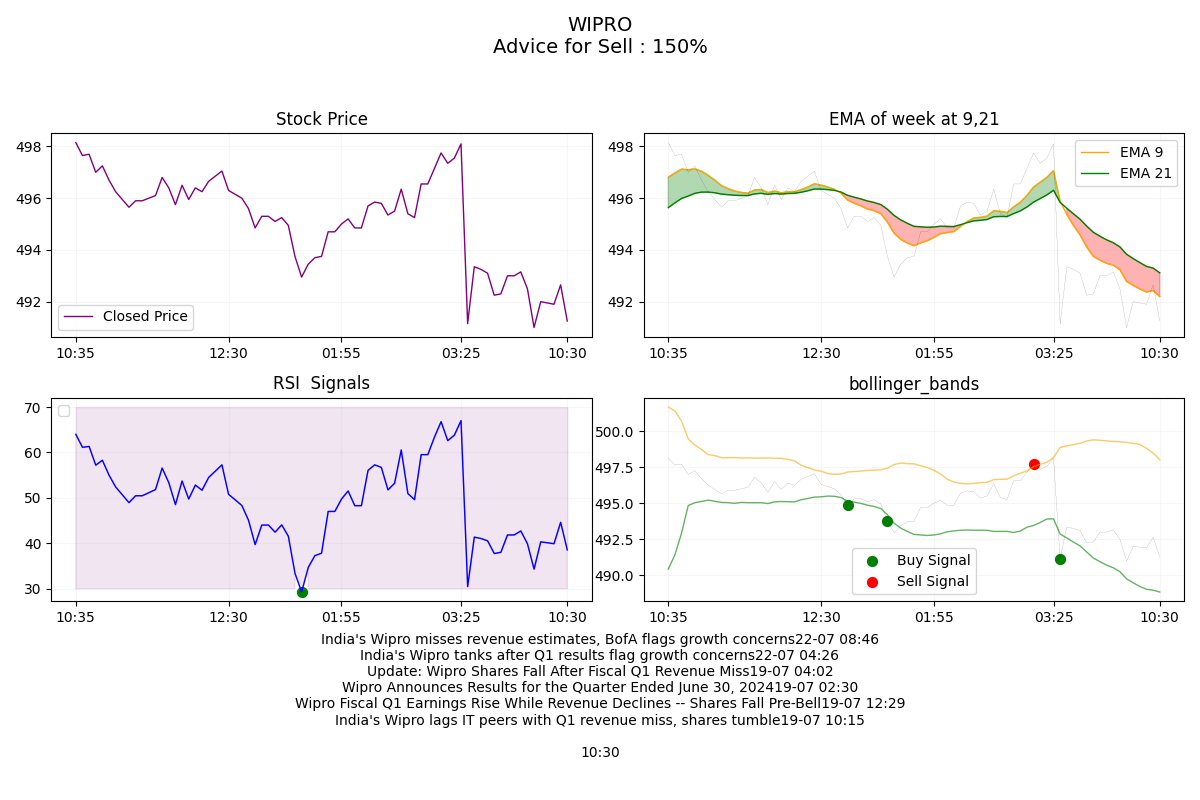 WIPRO
Advice for Sell : 150%
Stock Price
498
496
494
492
Closed Price
10:35
12:30
01:55
03:25
10:30
EMA of week at 9,21
498
496
494
492
EMA 9
EMA 21
10:35
12:30
01:55
03:25
10:30
RSI  Signals
70
60
50
40
30
10:35
12:30
01:55
03:25
10:30
bollinger_bands
500.0
497.5
495.0
492.5
490.0
Buy Signal
Sell Signal
10:35
12:30
01:55
03:25
10:30
India's Wipro misses revenue estimates, BofA flags growth concerns22-07 08:46
India's Wipro tanks after Q1 results flag growth concerns22-07 04:26
Update: Wipro Shares Fall After Fiscal Q1 Revenue Miss19-07 04:02
Wipro Announces Results for the Quarter Ended June 30, 202419-07 02:30
Wipro Fiscal Q1 Earnings Rise While Revenue Declines -- Shares Fall Pre-Bell19-07 12:29
India's Wipro lags IT peers with Q1 revenue miss, shares tumble19-07 10:15
10:30